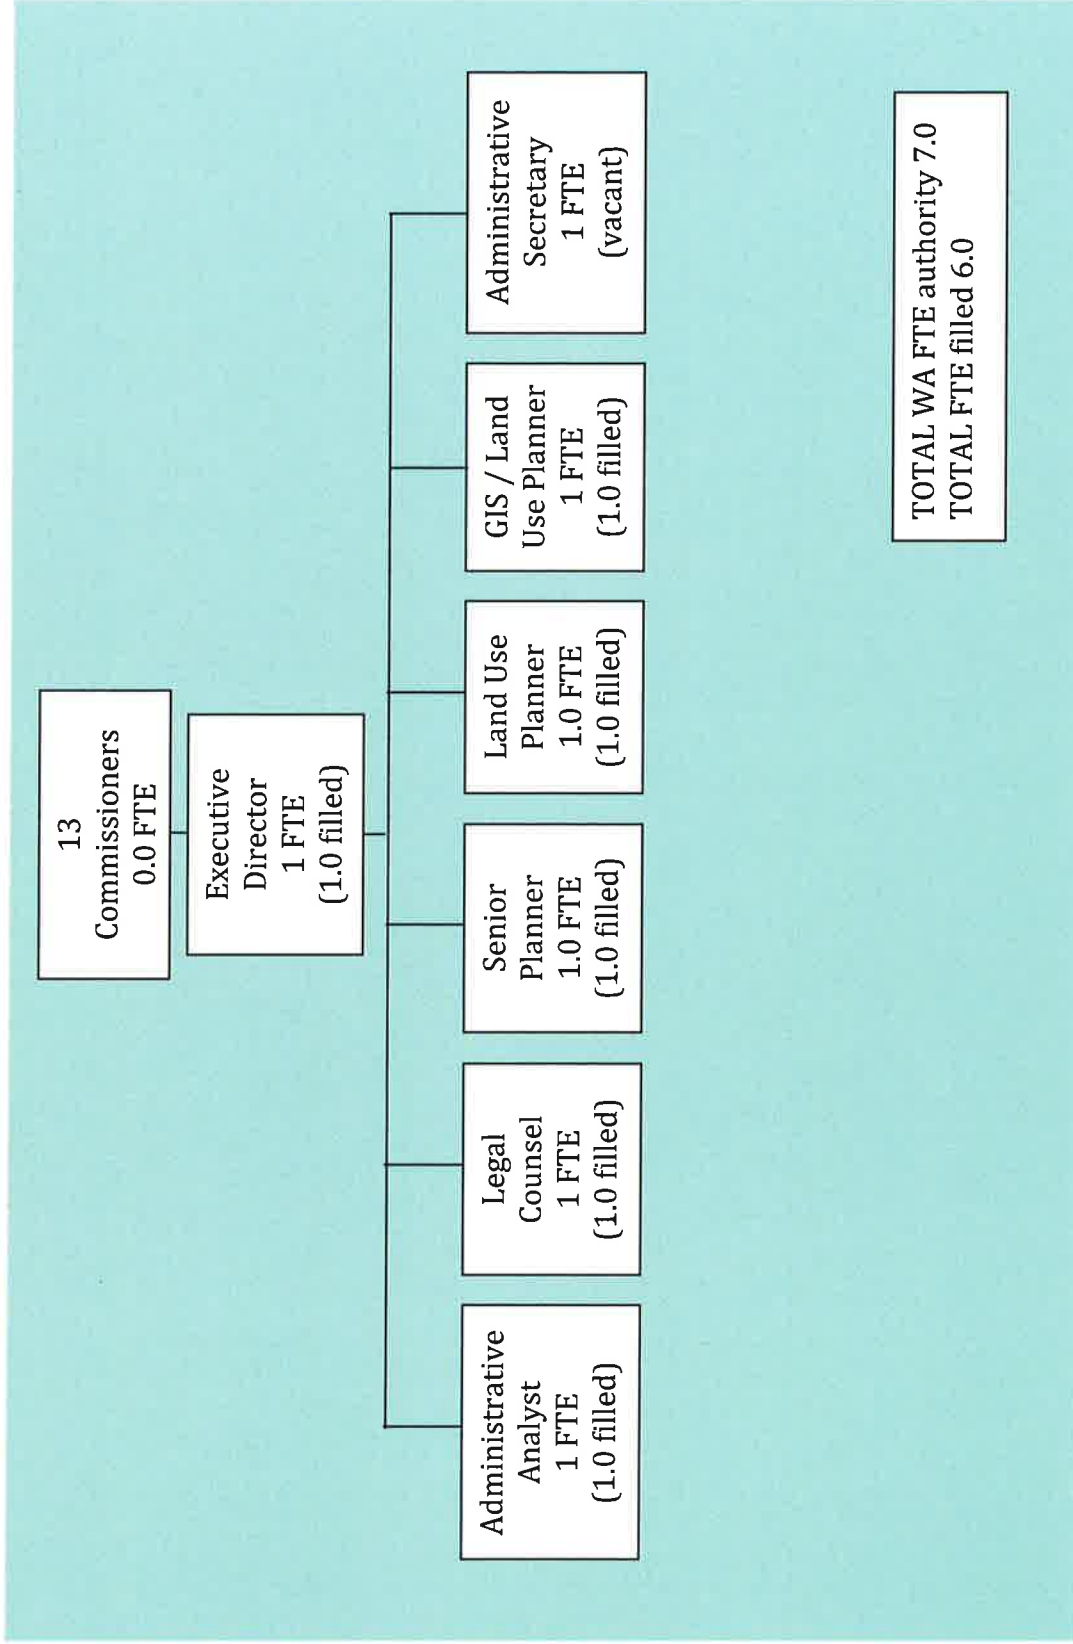 13
Commissioners
0.0 FTE
Executive
Director
1 FTE
(1.0 filled)
Administrative
Analyst
1 FTE
(1.0 filled)
Legal
Counsel
1 FTE
(1.0 filled)
Senior
Planner
1.0 FTE
(1.0 filled)
Land Use
Planner
1.0 FTE
(1.0 filled)
GIS / Land
Use Planner
1 FTE
(1.0 filled)
Administrative
Secretary
1 FTE
(vacant)
TOTAL WA FTE authority 7.0
TOTAL FTE filled 6.0